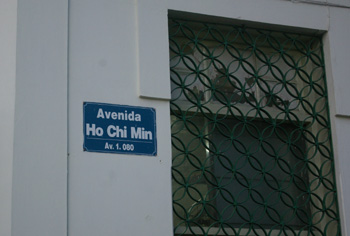 Avenida
Ho Chi Min
Av. 1. 080